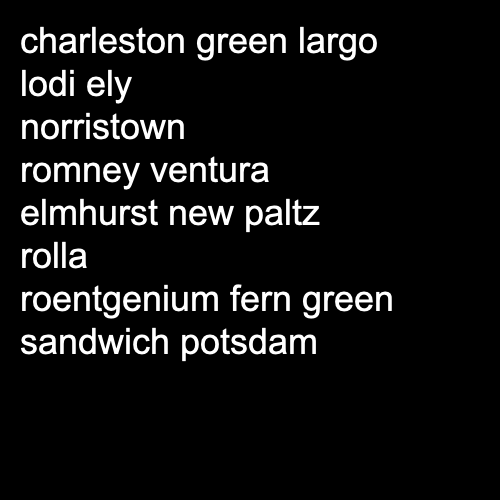 charleston green largo
lodi ely
norristown
romney ventura
elmhurst new paltz
rolla
roentgenium fern green
sandwich potsdam